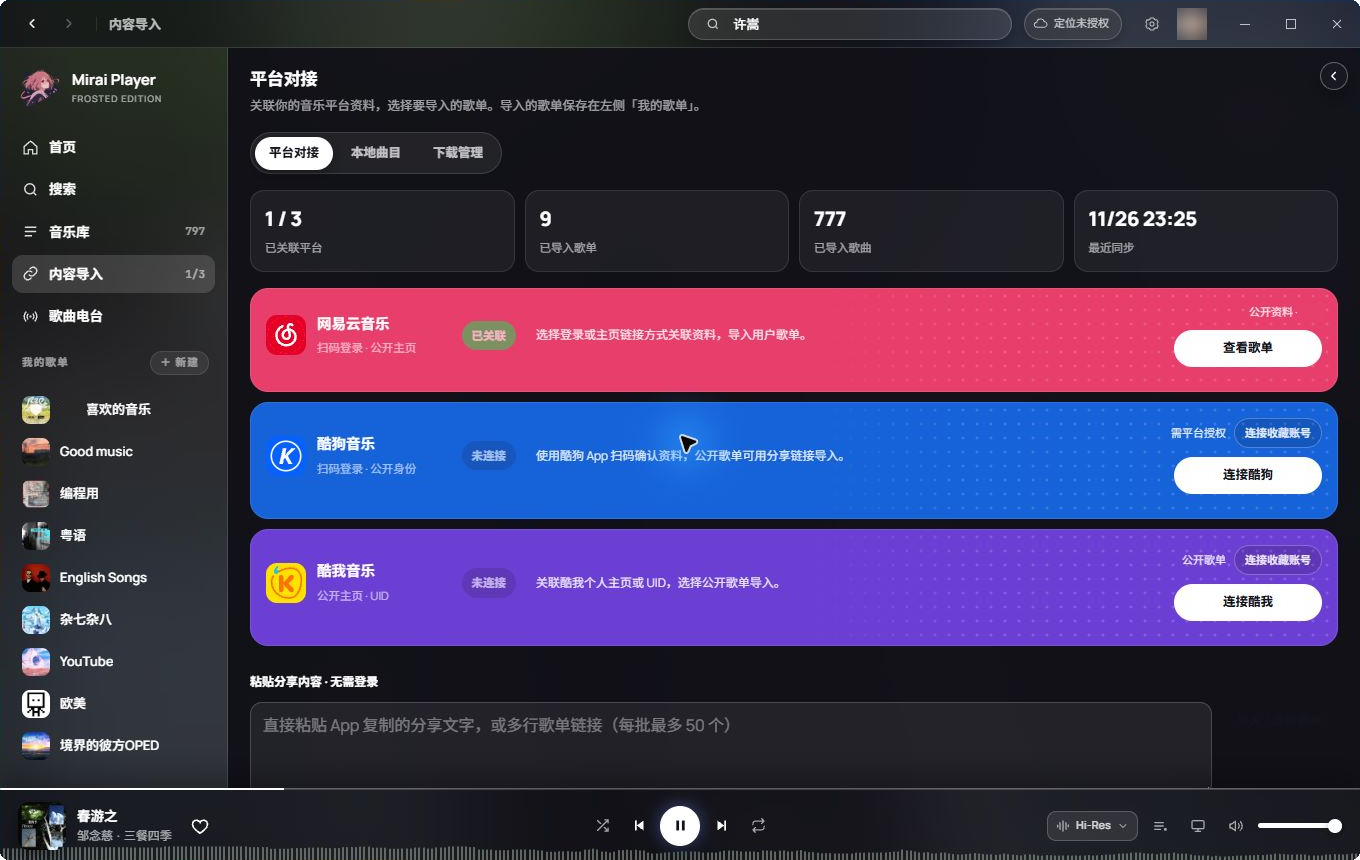 内容导入
许嵩
定位未授权
Mirai Player
FROSTED EDITION
首页
搜索
音乐库 797
内容导入 1/3
歌曲电台
我的歌单
+ 新建
喜欢的音乐
Good music
编程用
粤语
English Songs
杂七杂八
YouTube
欧美
境界的彼方OPED
平台对接
关联你的音乐平台资料，选择要导入的歌单。导入的歌单保存在左侧「我的歌单」。
平台对接 本地曲目 下载管理
1 / 3
已关联平台
9
已导入歌单
777
已导入歌曲
11/26 23:25
最近同步
网易云音乐
扫码登录 · 公开主页
已关联
选择登录或主页链接方式关联资料，导入用户歌单。
公开资料 ·
查看歌单
酷狗音乐
扫码登录 · 公开身份
未连接
使用酷狗 App 扫码确认资料，公开歌单可用分享链接导入。
需平台授权 连接收藏账号
连接酷狗
酷我音乐
公开主页 · UID
未连接
关联酷我个人主页或 UID，选择公开歌单导入。
公开歌单 连接收藏账号
连接酷我
粘贴分享内容 · 无需登录
直接粘贴 App 复制的分享文字，或多行歌单链接（每批最多 50 个）
春游之
邹念慈 · 三餐四季
Hi-Res